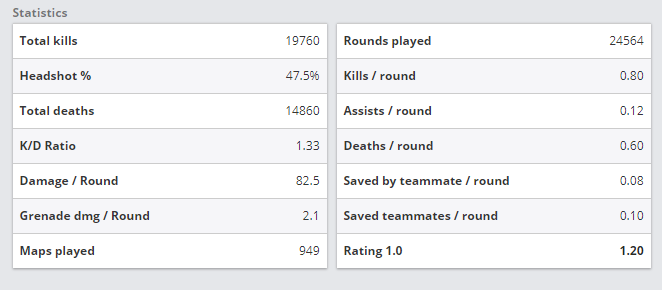 Statistics
Total kills 19760
Headshot % 47.5%
Total deaths 14860
K/D Ratio 1.33
Damage / Round 82.5
Grenade dmg / Round 2.1
Maps played 949
Rounds played 24564
Kills / round 0.80
Assists / round 0.12
Deaths / round 0.60
Saved by teammate / round 0.08
Saved teammates / round 0.10
Rating 1.0 1.20